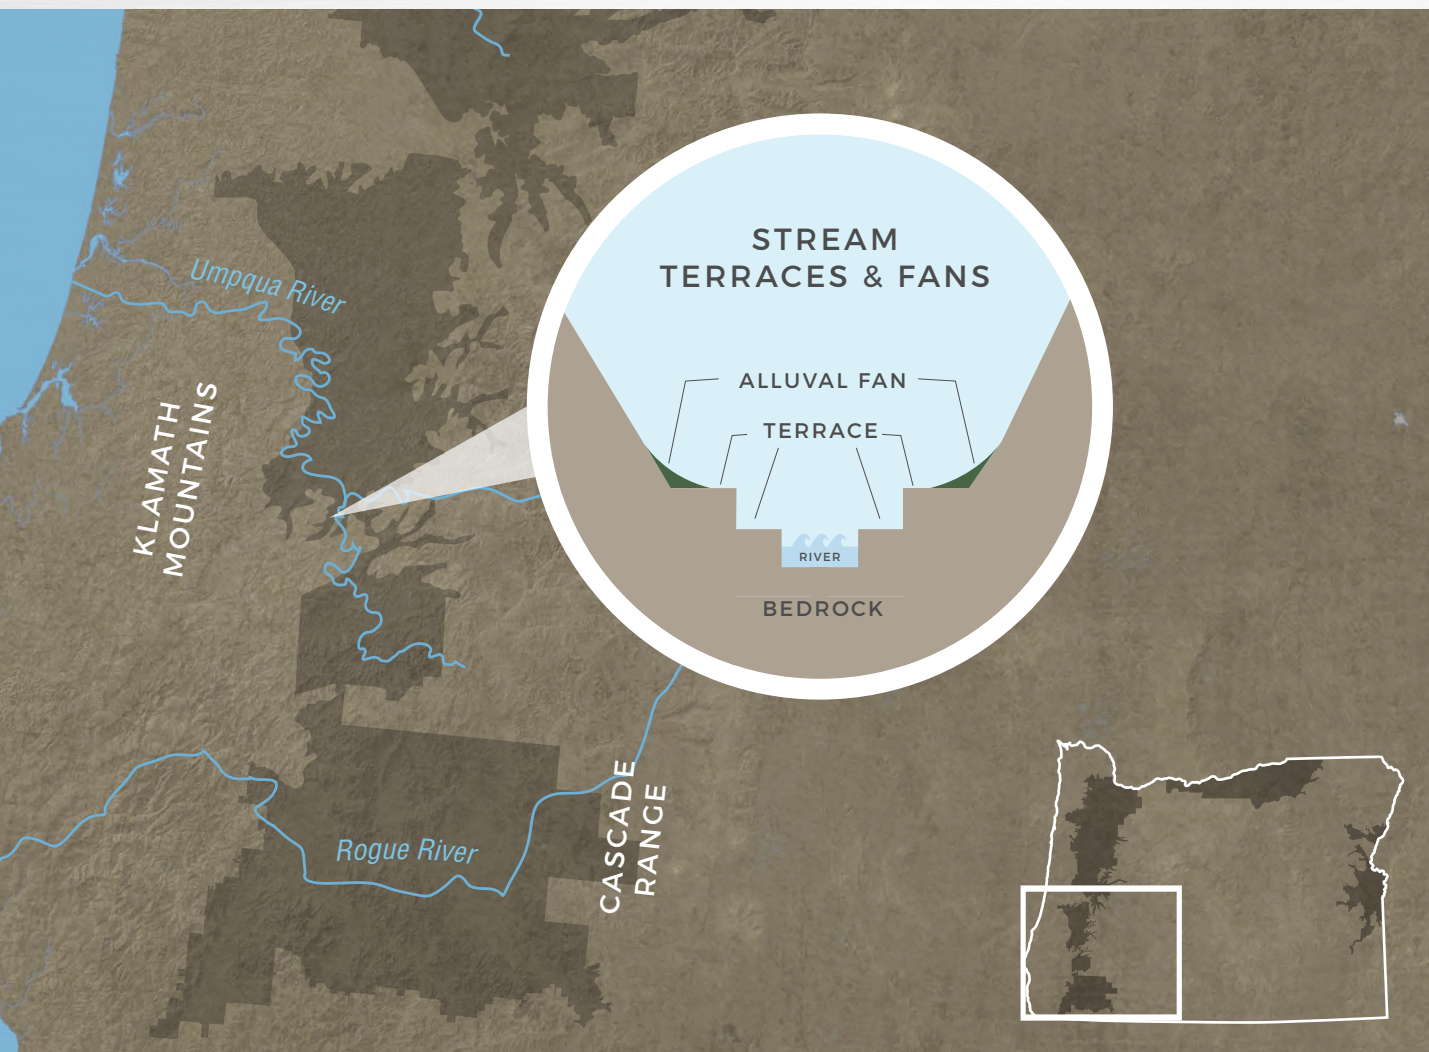 STREAM
TERRACES & FANS
Umpqua River
ALLUVAL FAN
TERRACE
KLAMATH
MOUNTAINS
RIVER
BEDROCK
CASCADE
RANGE
Rogue River